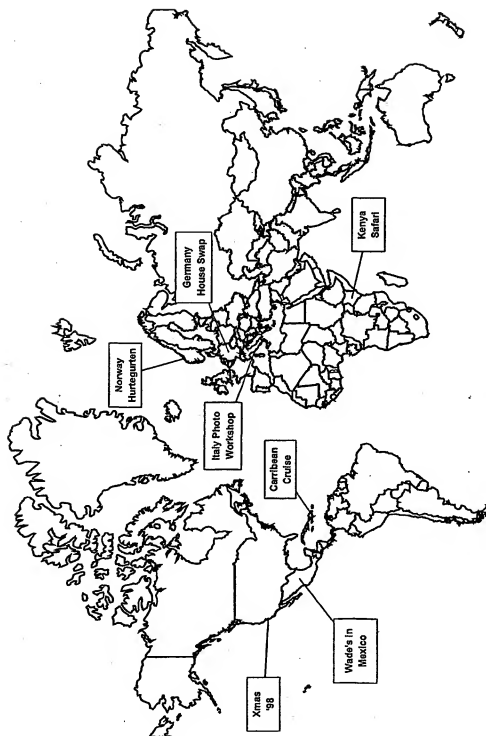 Norway
Hurtegurten
Germany
House Swap
Italy Photo
Workshop
Carribean
Cruise
Kenya
Safari
Xmas
'98
Wade's in
Mexico